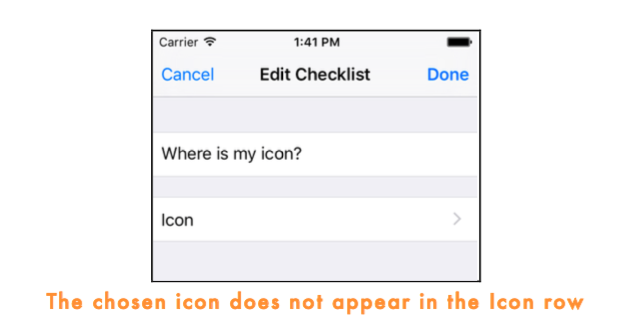 Carrier 1:41 PM
Cancel Edit Checklist Done
Where is my icon?
Icon
The chosen icon does not appear in the Icon row